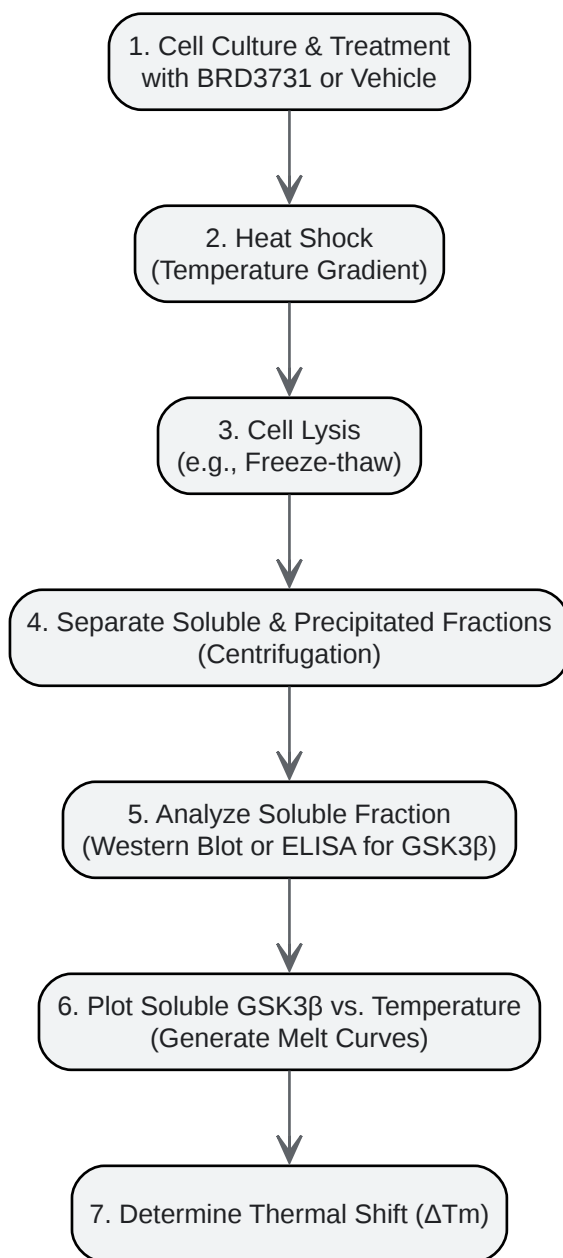 1. Cell Culture & Treatment
with BRD3731 or Vehicle
2. Heat Shock
(Temperature Gradient)
3. Cell Lysis
(e.g., Freeze-thaw)
4. Separate Soluble & Precipitated Fractions
(Centrifugation)
5. Analyze Soluble Fraction
(Western Blot or ELISA for GSK3β)
6. Plot Soluble GSK3β vs. Temperature
(Generate Melt Curves)
7. Determine Thermal Shift (ΔTm)